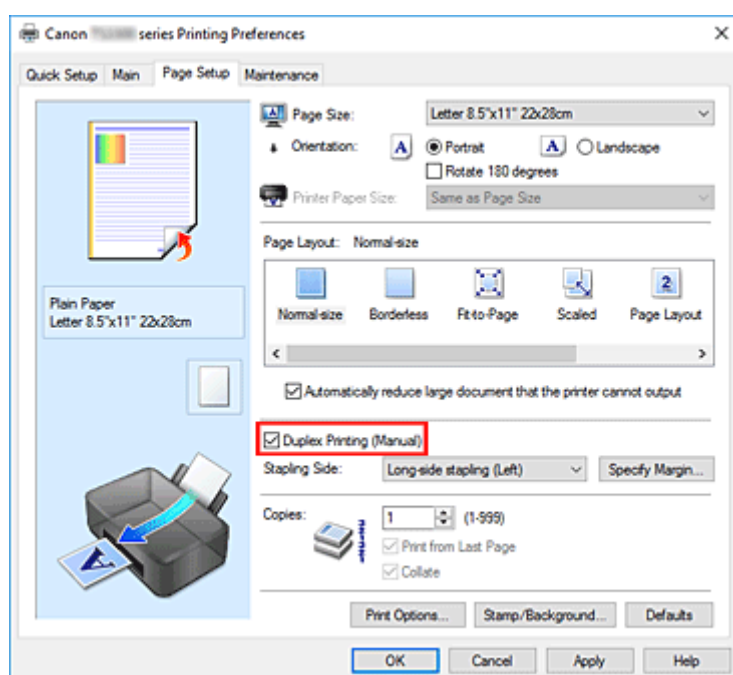 Canon series Printing Preferences
Quick Setup Main Page Setup Maintenance
Page Size: Letter 8.5"x11" 22x28cm
Orientation: A Portrait A Landscape
Rotate 180 degrees
Printer Paper Size: Same as Page Size
Page Layout: Normal-size
2
Normal-size Borderless Fit-to-Page Scaled Page Layout
Automatically reduce large document that the printer cannot output
Plain Paper
Letter 8.5"x11" 22x28cm
Duplex Printing (Manual)
Stapling Side: Long-side stapling (Left) Specify Margin...
Copies: 1 (1-999)
Print from Last Page
Collate
A
Print Options... Stamp/Background... Defaults
OK Cancel Apply Help